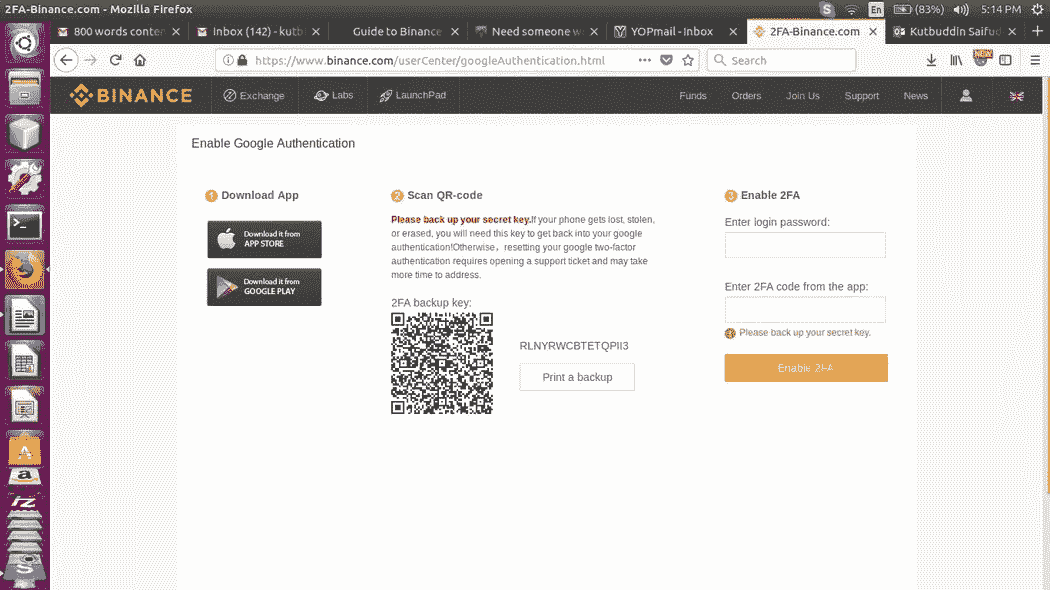 2FA-Binance.com - Mozilla Firefox
En (83%) 5:14 PM
800 words conten
Inbox (142) - kutb
Guide to Binance
Need someone w
YOPmail - Inbox
2FA-Binance.com
Kutbuddin Saifud
https://www.binance.com/userCenter/googleAuthentication.html
Search
NEW
BINANCE
Exchange
Labs
LaunchPad
Funds
Orders
Join Us
Support
News
Enable Google Authentication
1 Download App
Download it from
APP STORE
Download it from
GOOGLE PLAY
2 Scan QR-code
Please back up your secret key.If your phone gets lost, stolen,
or erased, you will need this key to get back into your google
authentication!Otherwise，resetting your google two-factor
authentication requires opening a support ticket and may take
more time to address.
2FA backup key:
RLNYRWCBTETQPII3
Print a backup
3 Enable 2FA
Enter login password:
Enter 2FA code from the app:
Please back up your secret key.
Enable 2FA